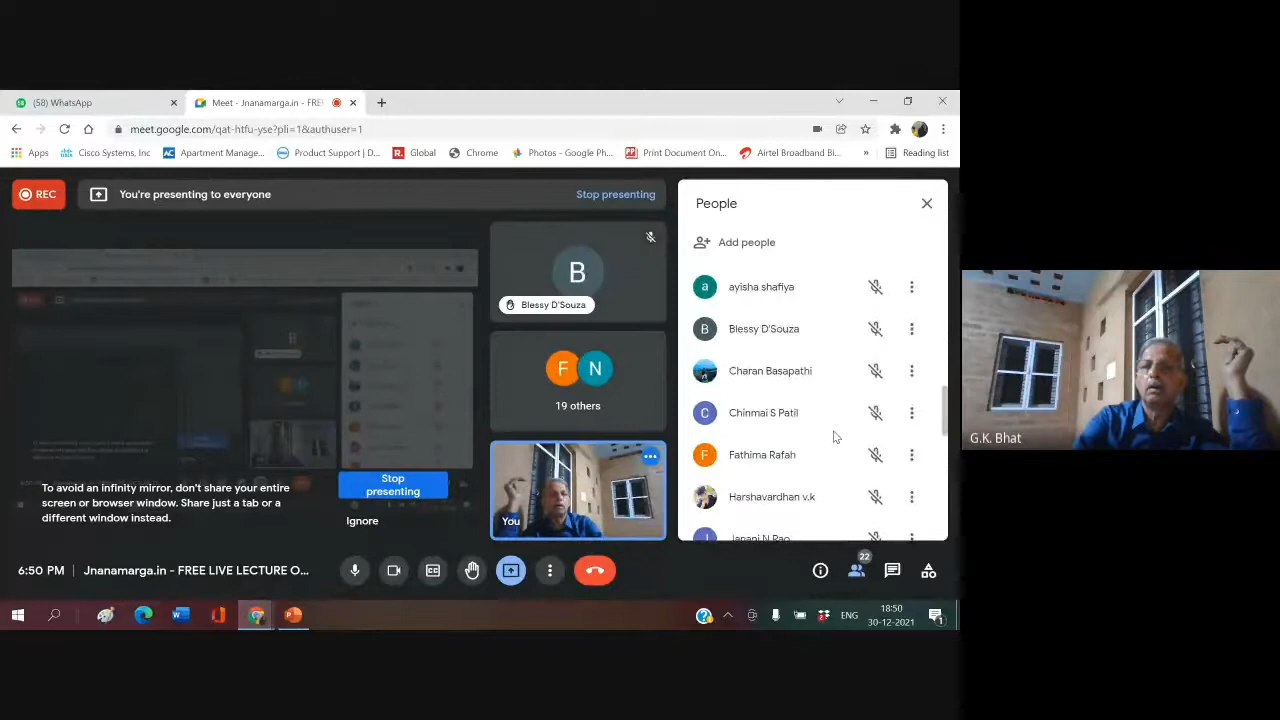 (58) WhatsApp
Meet - Jnanamarga.in - FRE
meet.google.com/qat-htfu-yse?pli=1&authuser=1
Apps
Cisco Systems, Inc
Apartment Manage...
Product Support | D...
Global
Chrome
Photos - Google Ph...
Print Document On...
Airtel Broadband Bi...
»
Reading list
REC
You're presenting to everyone
Stop presenting
People
Add people
B
Blessy D'Souza
F N
19 others
You
To avoid an infinity mirror, don't share your entire
screen or browser window. Share just a tab or a
different window instead.
Stop
presenting
Ignore
a ayisha shafiya
B Blessy D'Souza
Charan Basapathi
C Chinmai S Patil
F Fathima Rafah
Harshavardhan v.k
J Janani N Rao
G.K. Bhat
6:50 PM
Jnanamarga.in - FREE LIVE LECTURE O...
22
ENG
18:50
30-12-2021